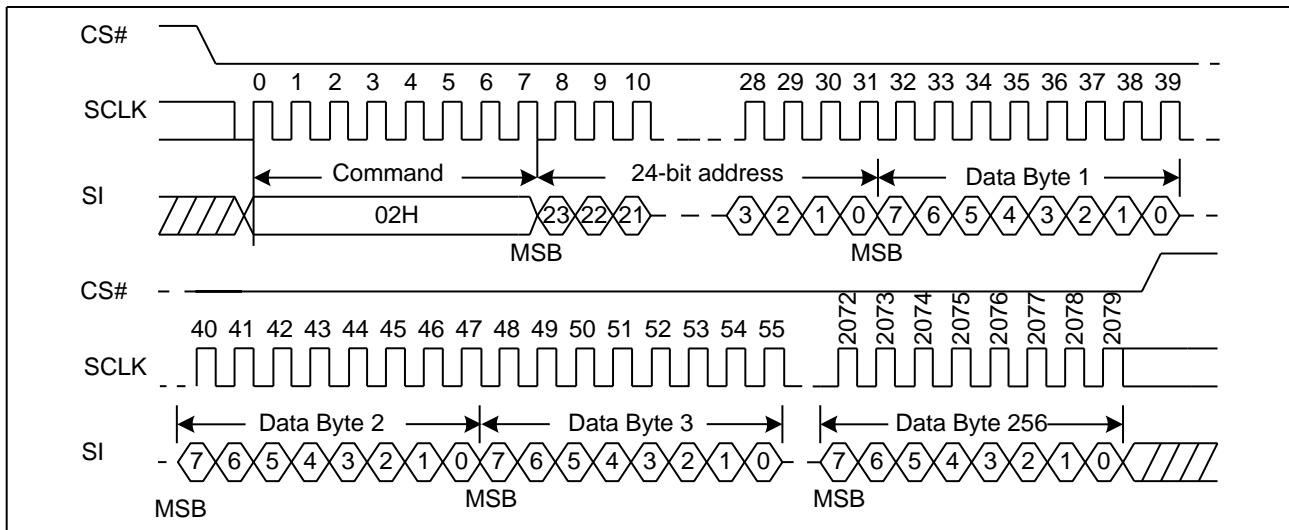 CS#
0 1 2 3 4 5 6 7 8 9 10 28 29 30 31 32 33 34 35 36 37 38 39
SCLK
Command 24-bit address Data Byte 1
SI
02H 23 22 21 3 2 1 0 7 6 5 4 3 2 1 0
MSB MSB
CS#
2072 2073 2074 2075 2076 2077 2078 2079
40 41 42 43 44 45 46 47 48 49 50 51 52 53 54 55
SCLK
Data Byte 2 Data Byte 3 Data Byte 256
SI
7 6 5 4 3 2 1 0 7 6 5 4 3 2 1 0 7 6 5 4 3 2 1 0
MSB MSB MSB